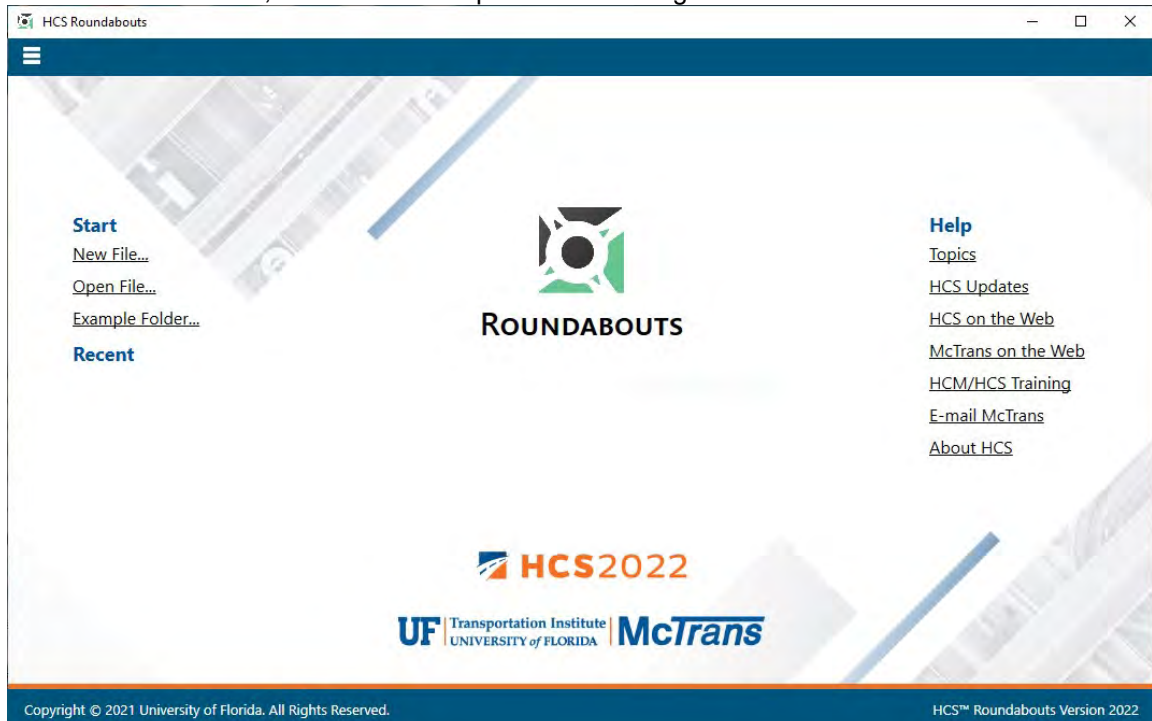 HCS Roundabouts
Start
New File...
Open File...
Example Folder...
Recent
ROUNDABOUTS
Help
Topics
HCS Updates
HCS on the Web
McTrans on the Web
HCM/HCS Training
E-mail McTrans
About HCS
HCS2022
UF Transportation Institute
UNIVERSITY of FLORIDA
McTrans
Copyright © 2021 University of Florida. All Rights Reserved.
HCS™ Roundabouts Version 2022